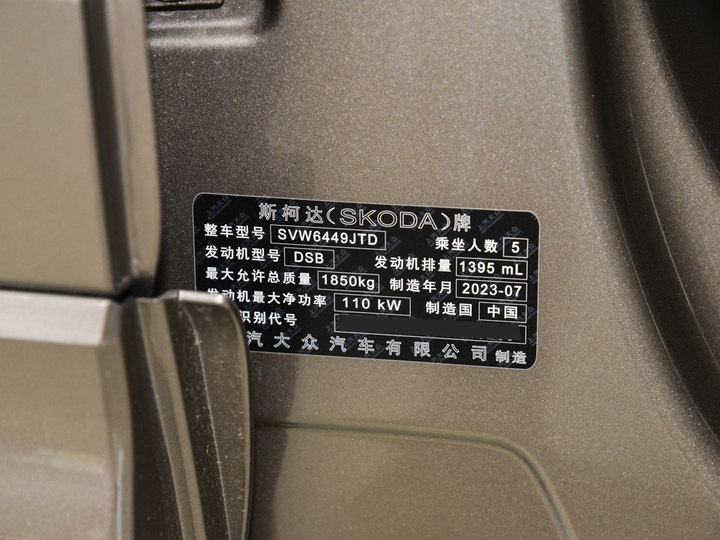 斯柯达(SKODA)牌
整车型号 SVW6449JTD 乘坐人数 5
发动机型号 DSB 发动机排量 1395 mL
最大允许总质量 1850kg 制造年月 2023-07
发动机最大净功率 110 kW 制造国 中国
识别代号
汽大众汽车有限公司制造